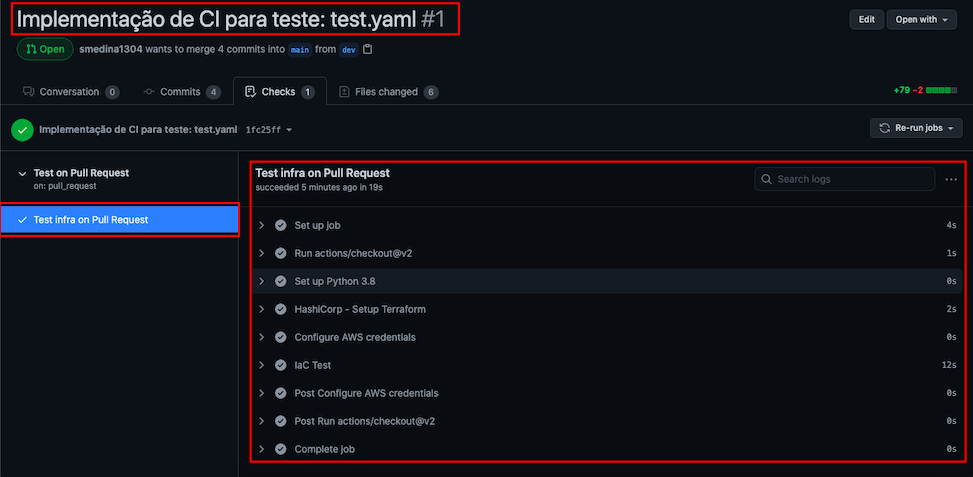 Implementação de CI para teste: test.yaml #1
Edit
Open with
Open smedina1304 wants to merge 4 commits into main from dev
Conversation 0
Commits 4
Checks 1
Files changed 6
+79 −2
Implementação de CI para teste: test.yaml 1fc25ff
Re-run jobs
Test on Pull Request
on: pull_request
Test infra on Pull Request
Test infra on Pull Request
succeeded 5 minutes ago in 19s
Search logs
Set up job 4s
Run actions/checkout@v2 1s
Set up Python 3.8 0s
HashiCorp - Setup Terraform 2s
Configure AWS credentials 0s
IaC Test 12s
Post Configure AWS credentials 0s
Post Run actions/checkout@v2 0s
Complete job 0s